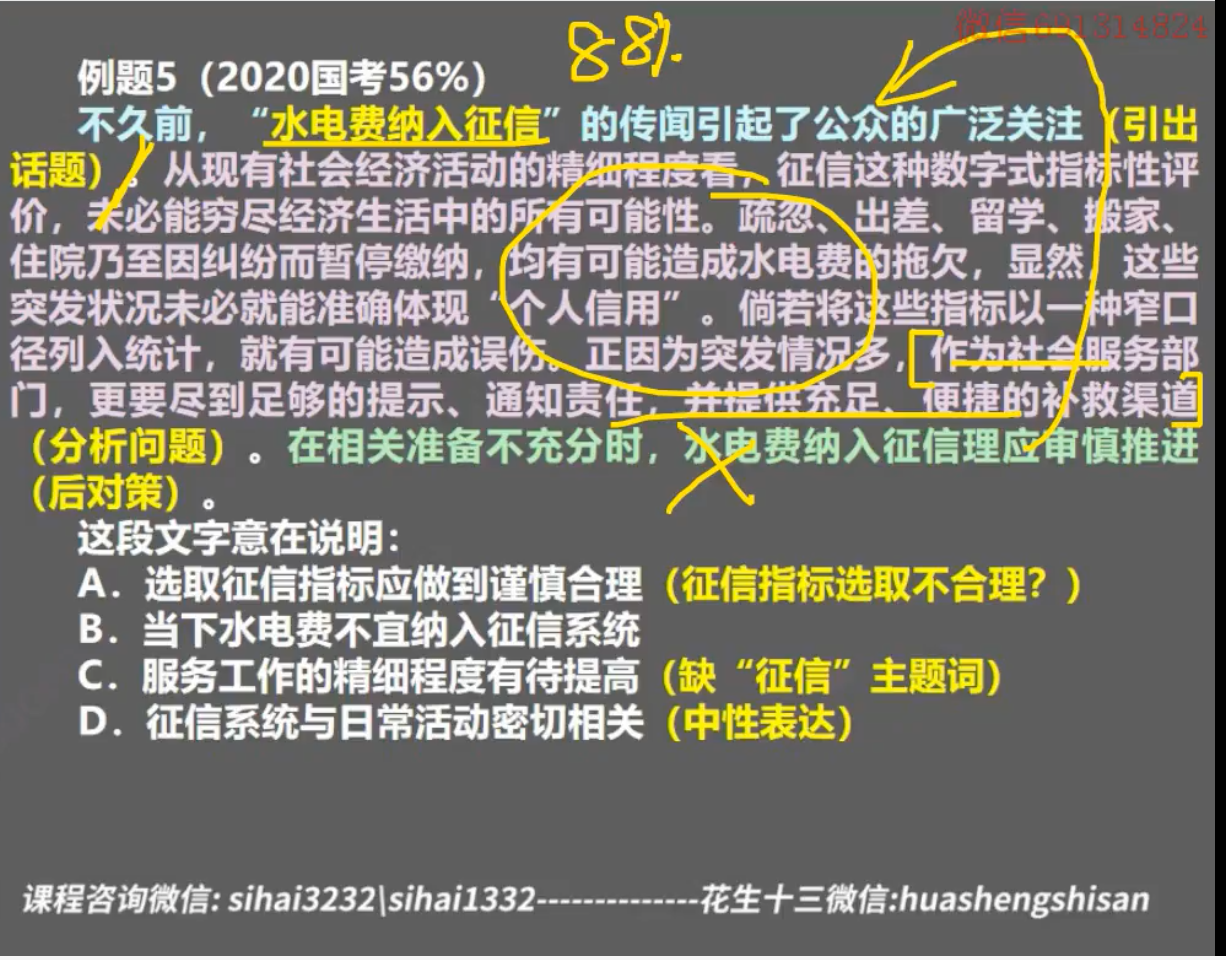 微信691314824
88%.
例题5（2020国考56%）
不久前，“水电费纳入征信”的传闻引起了公众的广泛关注（引出
话题）。从现有社会经济活动的精细程度看，征信这种数字式指标性评
价，未必能穷尽经济生活中的所有可能性。疏忽、出差、留学、搬家、
住院乃至因纠纷而暂停缴纳，均有可能造成水电费的拖欠，显然，这些
突发状况未必就能准确体现“个人信用”。倘若将这些指标以一种窄口
径列入统计，就有可能造成误伤。正因为突发情况多，作为社会服务部
门，更要尽到足够的提示、通知责任，并提供充足、便捷的补救渠道
（分析问题）。在相关准备不充分时，水电费纳入征信理应审慎推进
（后对策）。
这段文字意在说明：
A．选取征信指标应做到谨慎合理（征信指标选取不合理？）
B．当下水电费不宜纳入征信系统
C．服务工作的精细程度有待提高（缺“征信”主题词）
D．征信系统与日常活动密切相关（中性表达）
课程咨询微信: sihai3232\sihai1332--------------花生十三微信:huashengshisan